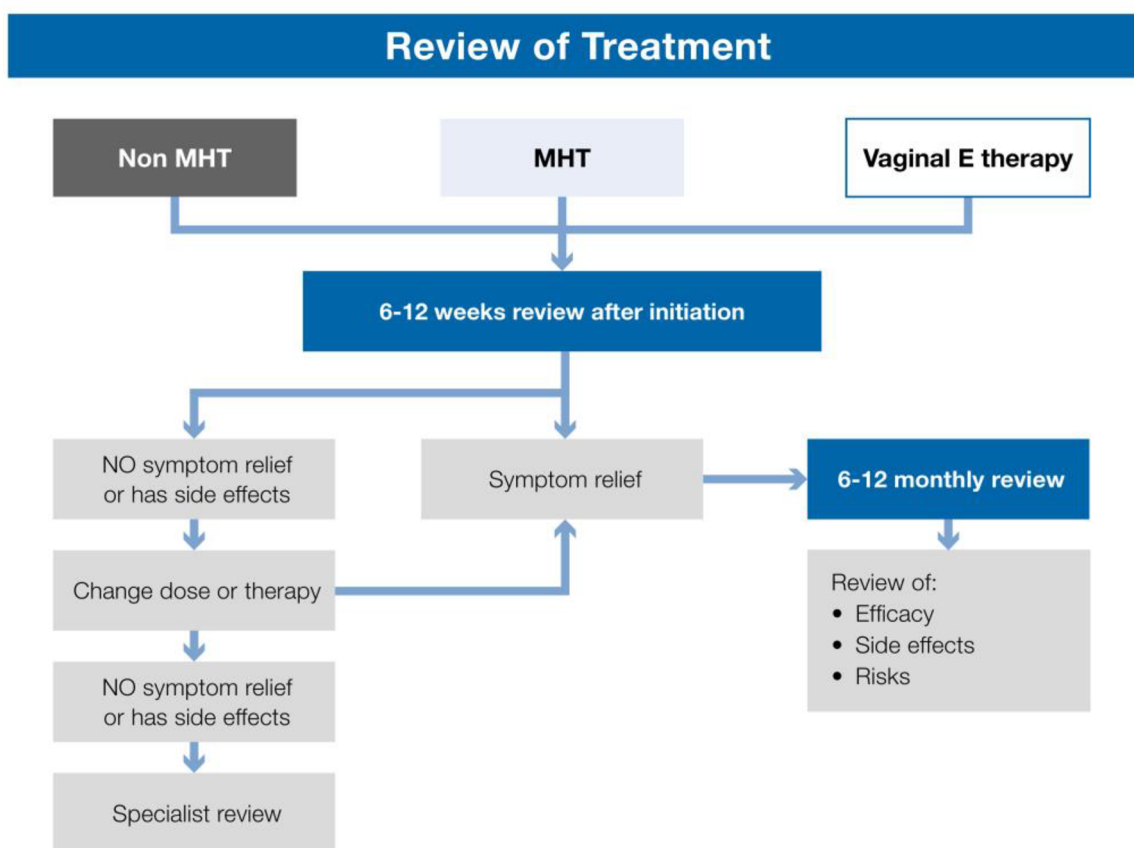 Review of Treatment
Non MHT
MHT
Vaginal E therapy
6-12 weeks review after initiation
NO symptom relief
or has side effects
Symptom relief
6-12 monthly review
Change dose or therapy
Review of:
• Efficacy
• Side effects
• Risks
NO symptom relief
or has side effects
Specialist review